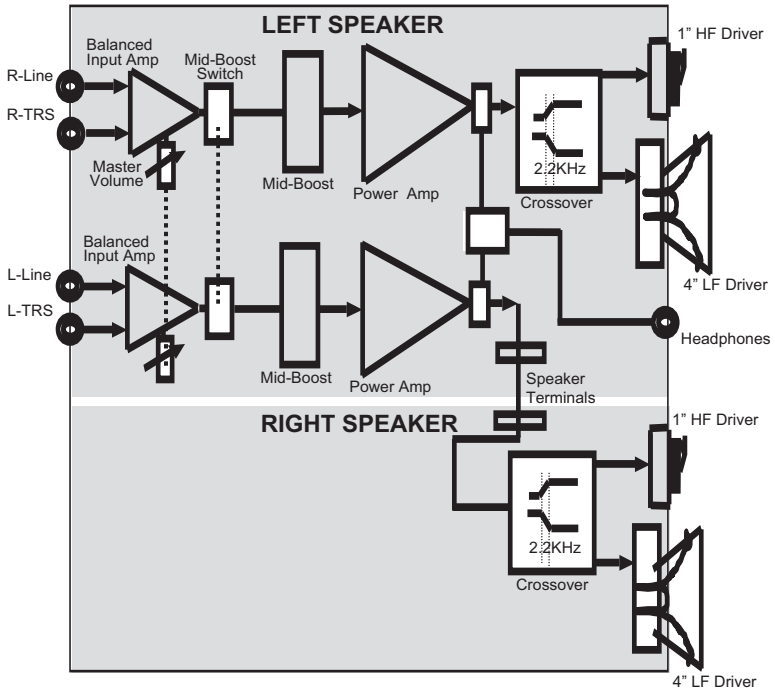 LEFT SPEAKER
1” HF Driver
Balanced
Input Amp
Mid-Boost
Switch
R-Line
R-TRS
Master
Volume
Mid-Boost
Power Amp
2.2KHz
Crossover
4” LF Driver
Balanced
Input Amp
L-Line
L-TRS
Mid-Boost
Power Amp
Headphones
Speaker
Terminals
RIGHT SPEAKER
1” HF Driver
2.2KHz
Crossover
4” LF Driver